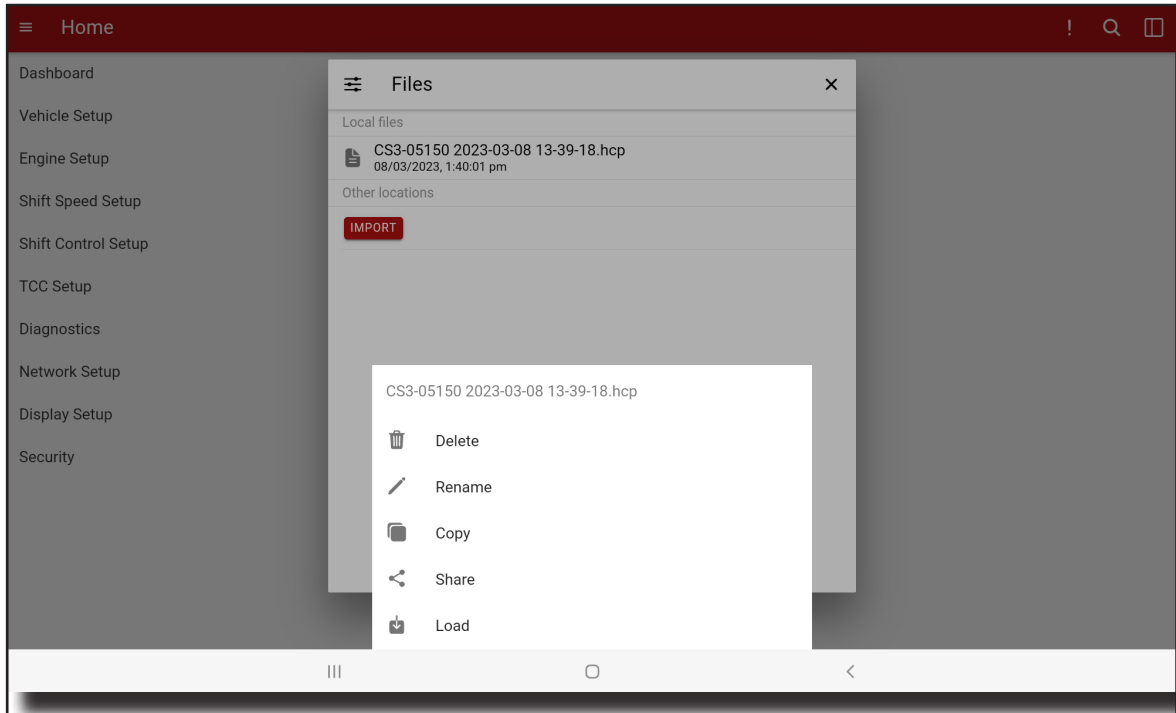 Home
Dashboard
Vehicle Setup
Engine Setup
Shift Speed Setup
Shift Control Setup
TCC Setup
Diagnostics
Network Setup
Display Setup
Security
Files
Local files
CS3-05150 2023-03-08 13-39-18.hcp
08/03/2023, 1:40:01 pm
Other locations
IMPORT
CS3-05150 2023-03-08 13-39-18.hcp
Delete
Rename
Copy
Share
Load